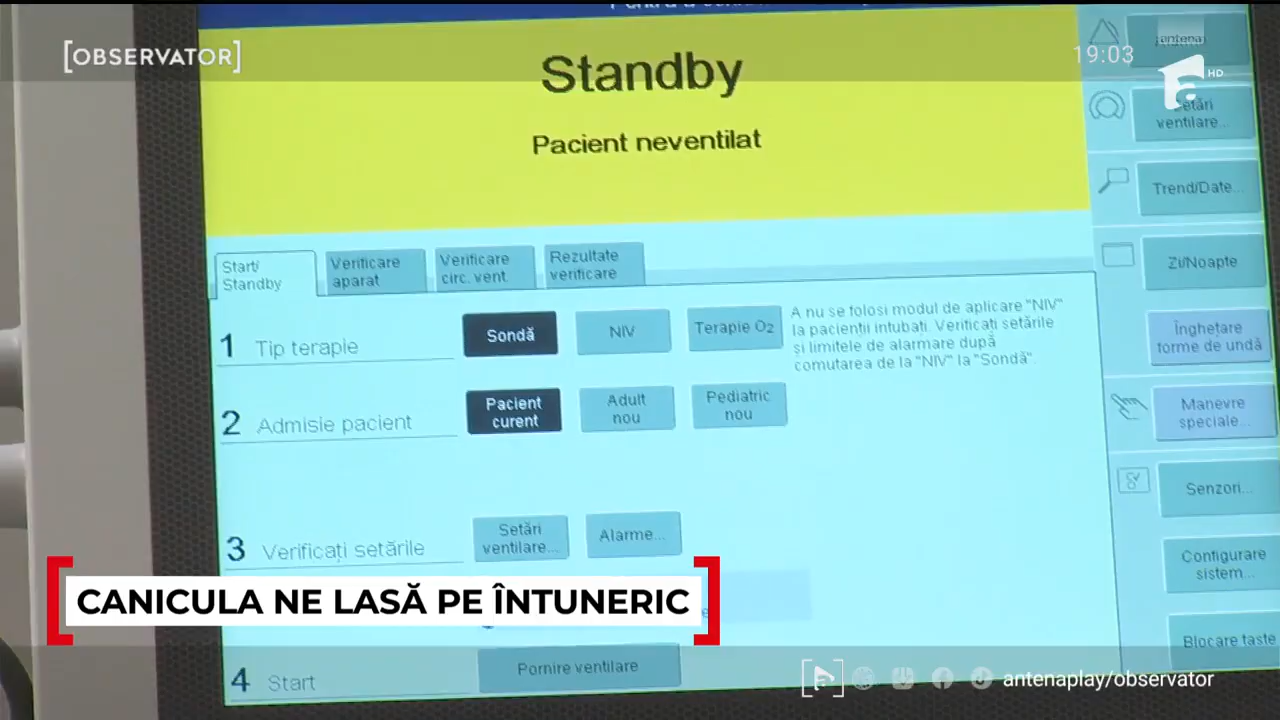 [OBSERVATOR]
19:03
antena
HD
Standby
Pacient neventilat
Setări
ventilare...
Trend/Date...
Zi/Noapte
Înghețare
forme de undă
Manevre
speciale...
Senzori...
Configurare
sistem...
Blocare taste
Start/
Standby
Verificare
aparat
Verificare
circ. vent.
Rezultate
verificare
1 Tip terapie
Sondă
NIV
Terapie O2
A nu se folosi modul de aplicare "NIV"
la pacienții intubați. Verificați setările
și limitele de alarmare după
comutarea de la "NIV" la "Sondă".
2 Admisie pacient
Pacient
curent
Adult
nou
Pediatric
nou
3 Verificați setările
Setări
ventilare...
Alarme...
CANICULA NE LASĂ PE ÎNTUNERIC
4 Start
Pornire ventilare
antenaplay/observator